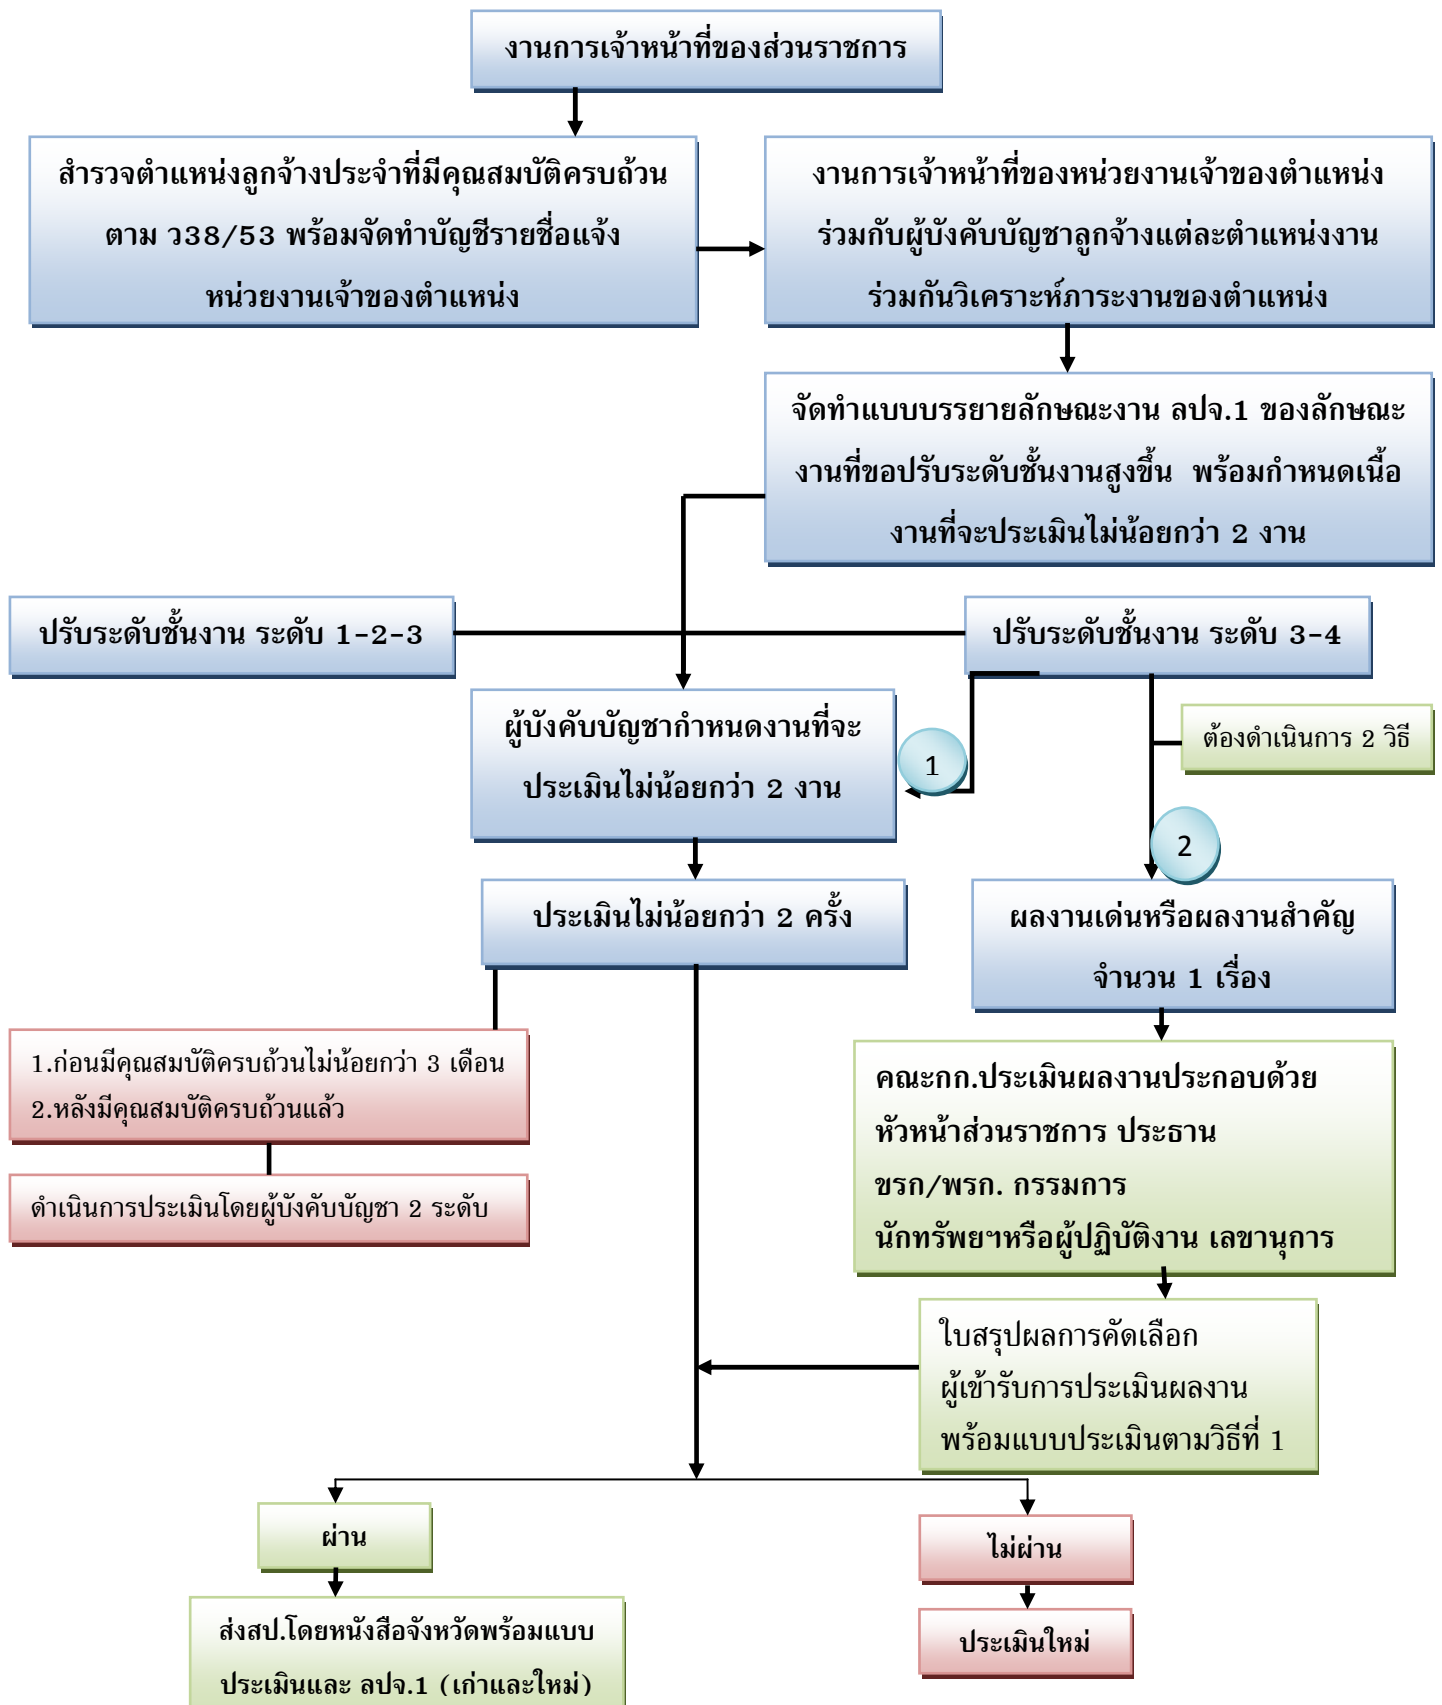 งานการเจ้าหน้าที่ของส่วนราชการ
สำรวจตำแหน่งลูกจ้างประจำที่มีคุณสมบัติครบถ้วน
ตาม ว38/53 พร้อมจัดทำบัญชีรายชื่อแจ้ง
หน่วยงานเจ้าของตำแหน่ง
งานการเจ้าหน้าที่ของหน่วยงานเจ้าของตำแหน่ง
ร่วมกับผู้บังคับบัญชาลูกจ้างแต่ละตำแหน่งงาน
ร่วมกันวิเคราะห์ภาระงานของตำแหน่ง
จัดทำแบบบรรยายลักษณะงาน ลปจ.1 ของลักษณะ
งานที่ขอปรับระดับชั้นงานสูงขึ้น พร้อมกำหนดเนื้อ
งานที่จะประเมินไม่น้อยกว่า 2 งาน
ปรับระดับชั้นงาน ระดับ 1-2-3
ปรับระดับชั้นงาน ระดับ 3-4
ผู้บังคับบัญชากำหนดงานที่จะ
ประเมินไม่น้อยกว่า 2 งาน
1
ต้องดำเนินการ 2 วิธี
2
ประเมินไม่น้อยกว่า 2 ครั้ง
ผลงานเด่นหรือผลงานสำคัญ
จำนวน 1 เรื่อง
1.ก่อนมีคุณสมบัติครบถ้วนไม่น้อยกว่า 3 เดือน
2.หลังมีคุณสมบัติครบถ้วนแล้ว
ดำเนินการประเมินโดยผู้บังคับบัญชา 2 ระดับ
คณะกก.ประเมินผลงานประกอบด้วย
หัวหน้าส่วนราชการ ประธาน
ขรก/พรก. กรรมการ
นักทรัพยฯหรือผู้ปฏิบัติงาน เลขานุการ
ใบสรุปผลการคัดเลือก
ผู้เข้ารับการประเมินผลงาน
พร้อมแบบประเมินตามวิธีที่ 1
ผ่าน
ไม่ผ่าน
ส่งสป.โดยหนังสือจังหวัดพร้อมแบบ
ประเมินและ ลปจ.1 (เก่าและใหม่)
ประเมินใหม่